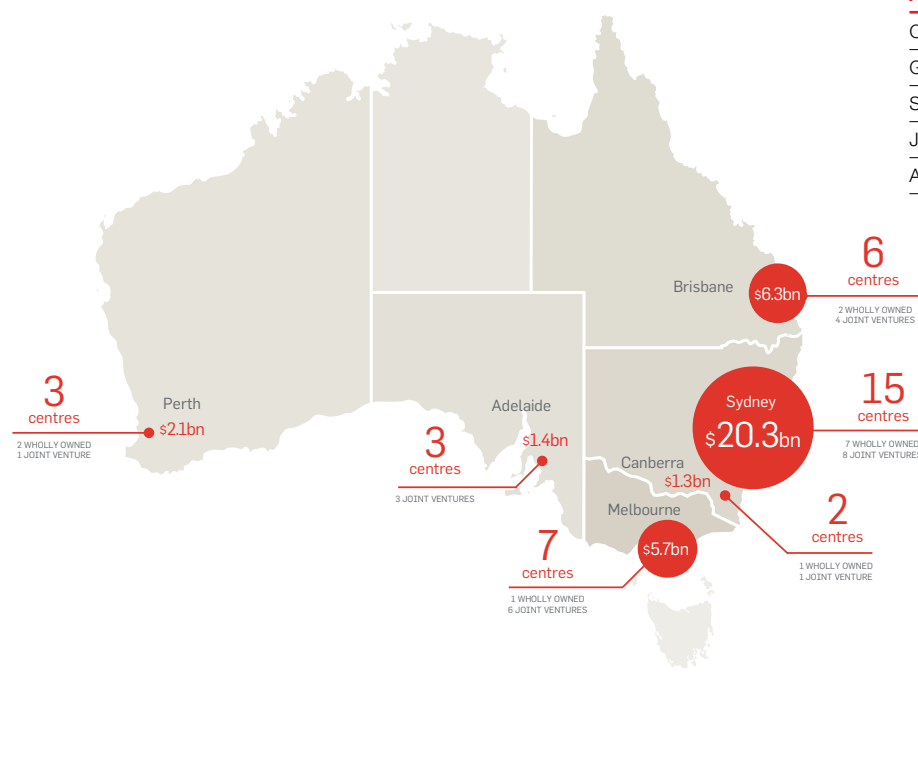 C
G
S
J
A
6
centres
Brisbane
$6.3bn
2 WHOLLY OWNED
4 JOINT VENTURES
3
centres
Perth
$2.1bn
2 WHOLLY OWNED
1 JOINT VENTURE
Adelaide
$1.4bn
3
centres
3 JOINT VENTURES
Sydney
$20.3bn
15
centres
7 WHOLLY OWNED
8 JOINT VENTURES
Canberra
$1.3bn
2
centres
1 WHOLLY OWNED
1 JOINT VENTURE
Melbourne
$5.7bn
7
centres
1 WHOLLY OWNED
6 JOINT VENTURES